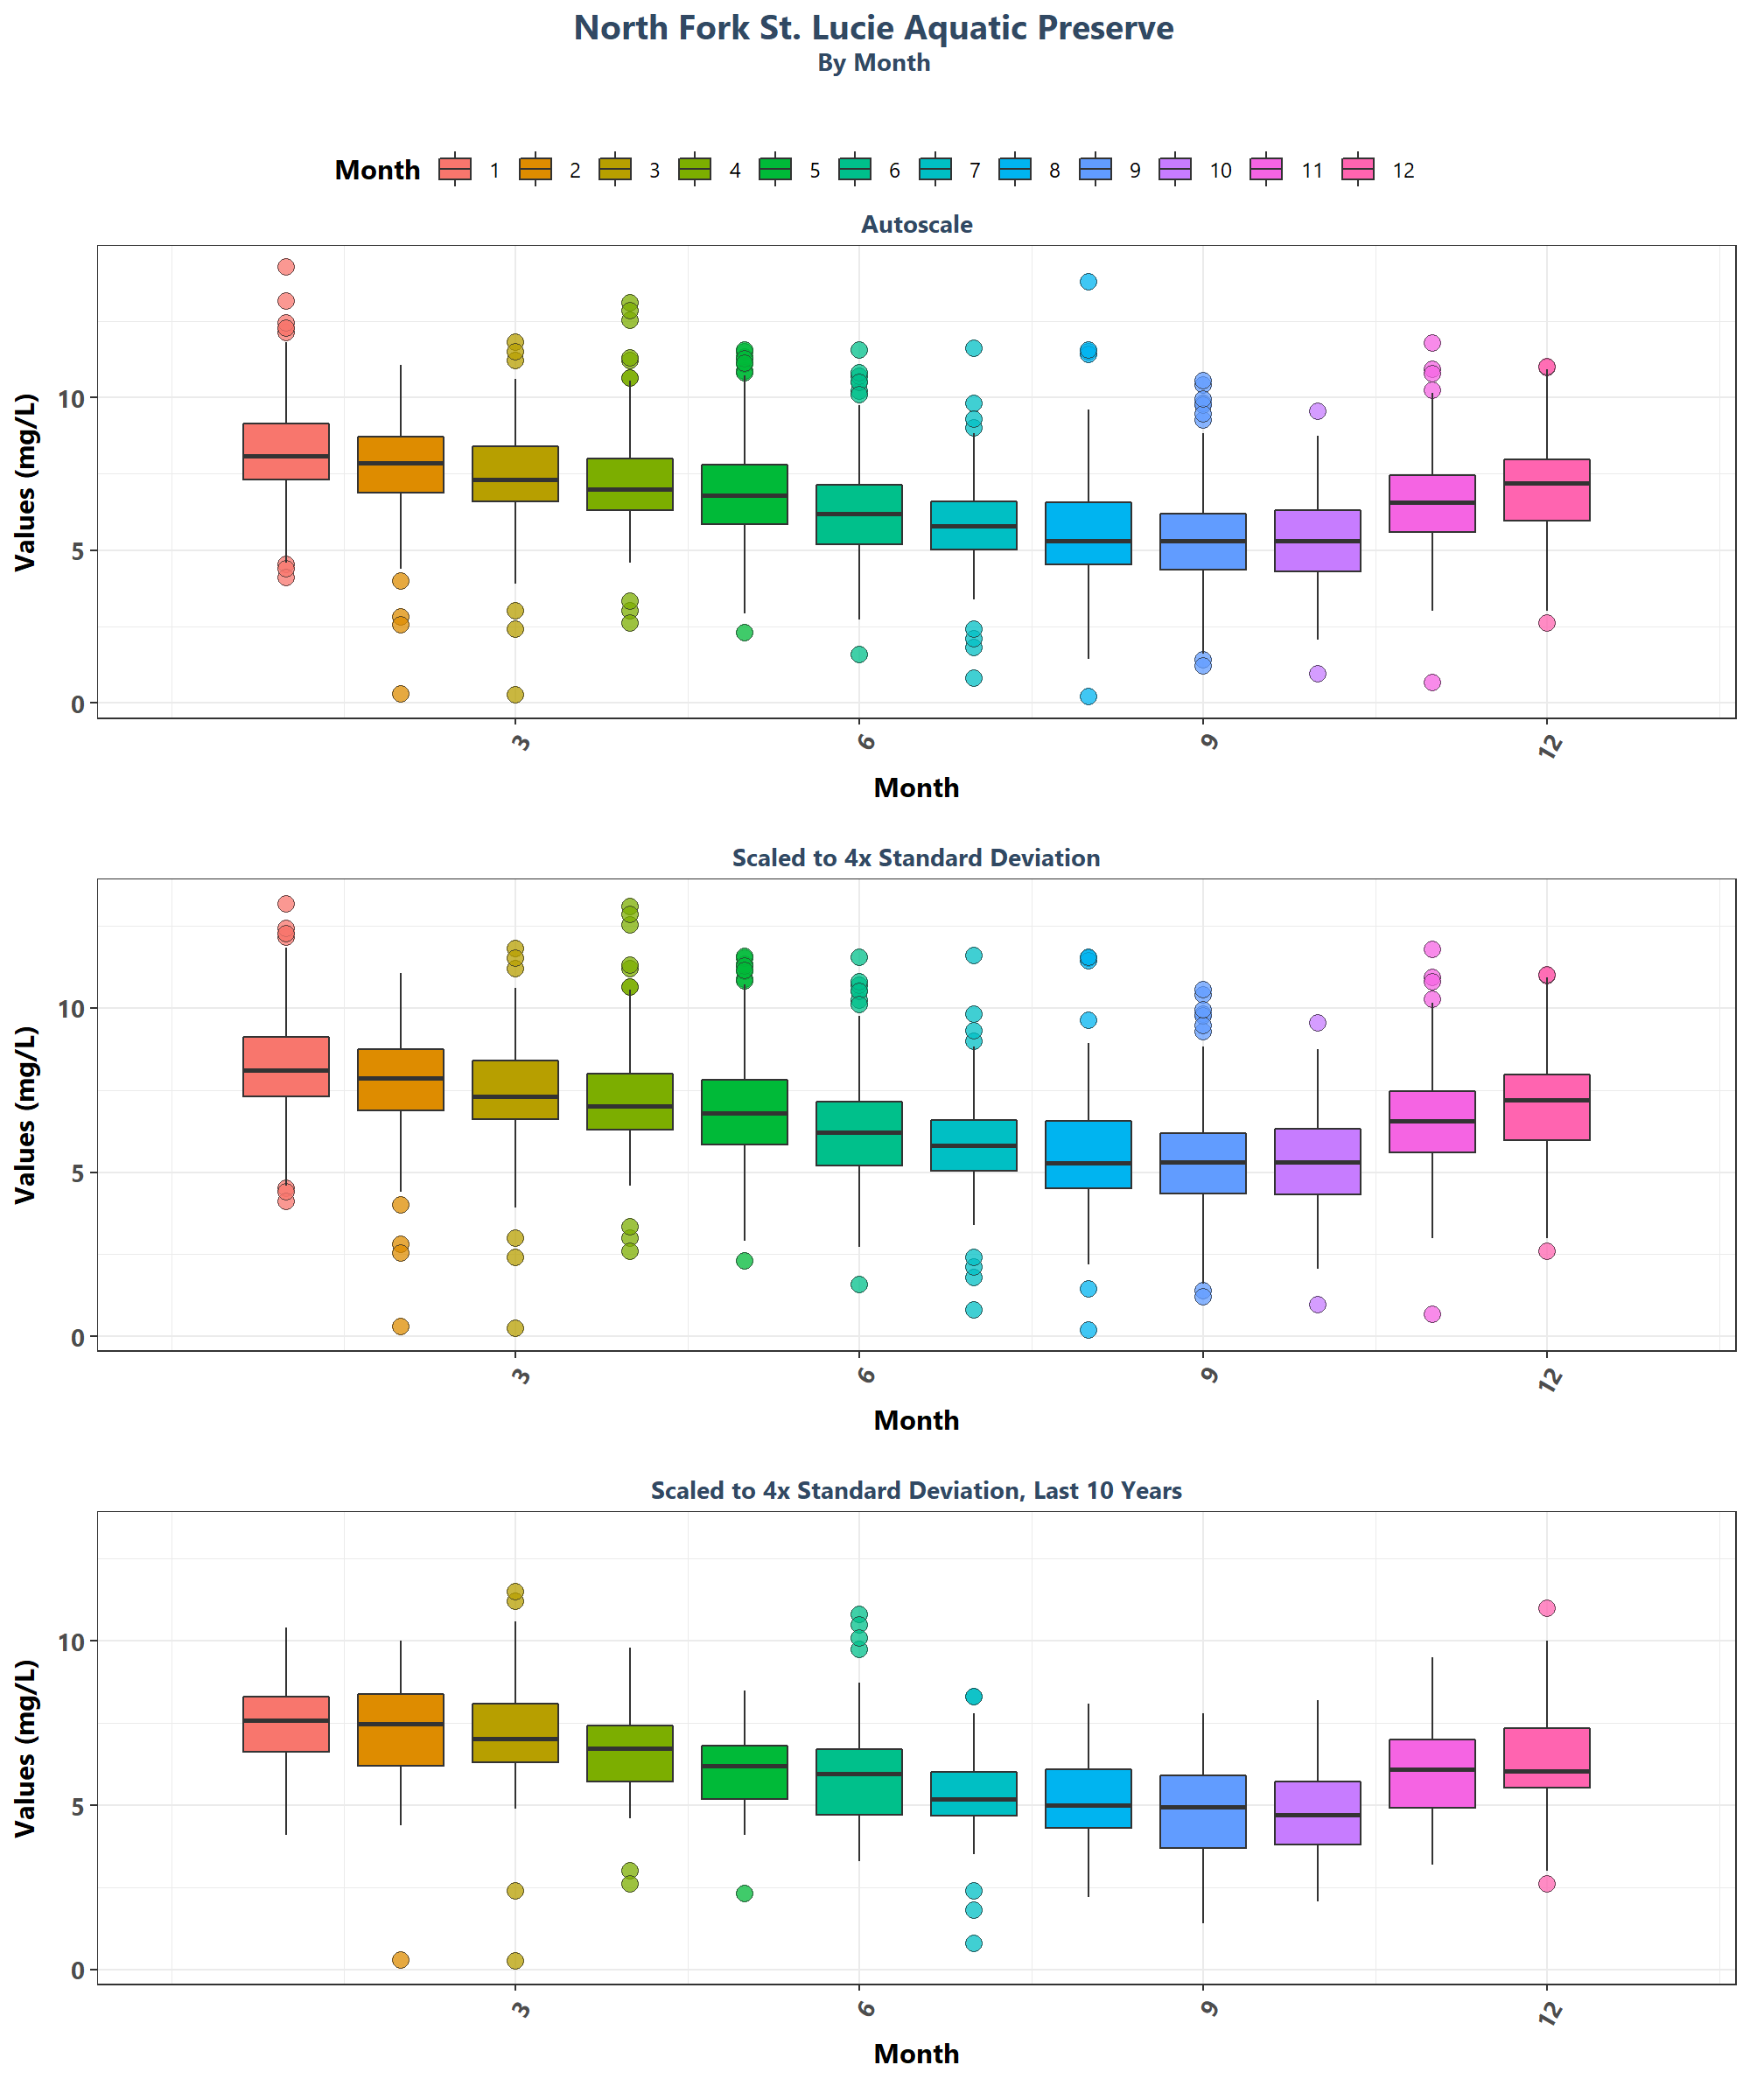 North Fork St. Lucie Aquatic Preserve
By Month
Month 1 2 3 4 5 6 7 8 9 10 11 12
Autoscale
Values (mg/L)
10
5
0
3 6 9 12
Month
Scaled to 4x Standard Deviation
Values (mg/L)
10
5
0
3 6 9 12
Month
Scaled to 4x Standard Deviation, Last 10 Years
Values (mg/L)
10
5
0
3 6 9 12
Month